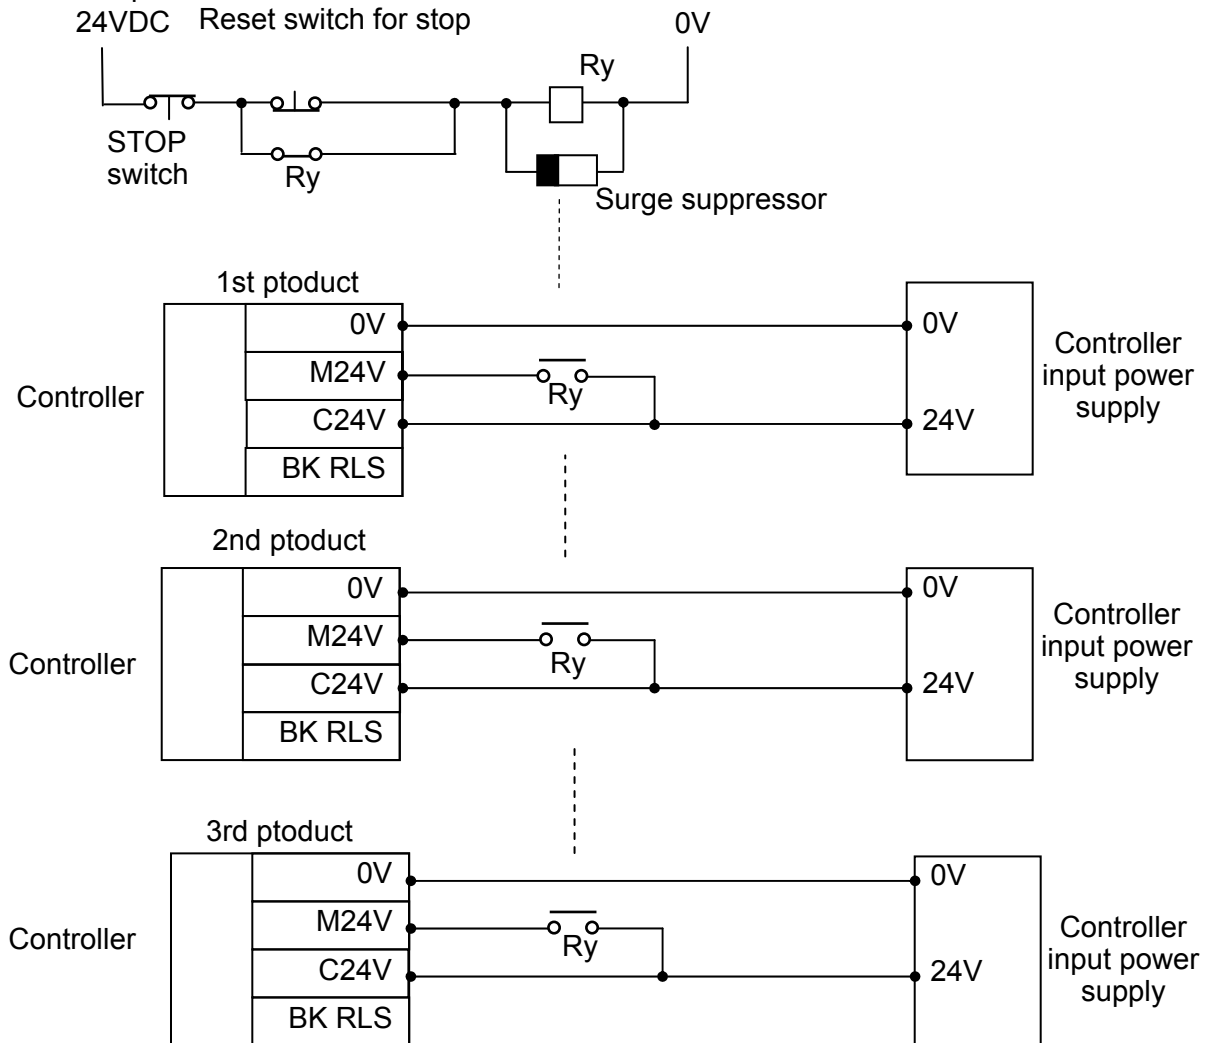 24VDC
Reset switch for stop
0V
Ry
STOP
switch
Ry
Surge suppressor
1st ptoduct
0V
M24V
C24V
BK RLS
Controller
Ry
0V
24V
Controller
input power
supply
2nd ptoduct
0V
M24V
C24V
BK RLS
Controller
Ry
0V
24V
Controller
input power
supply
3rd ptoduct
0V
M24V
C24V
BK RLS
Controller
Ry
0V
24V
Controller
input power
supply